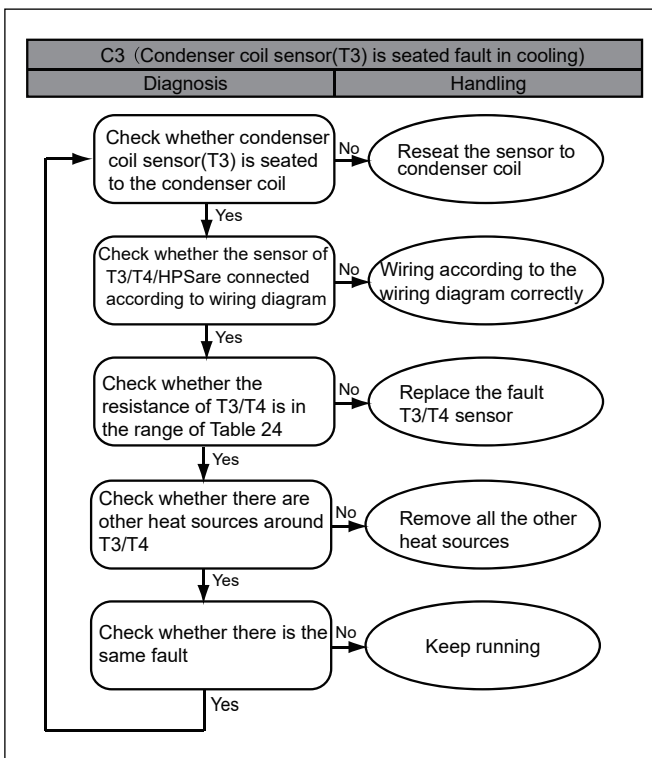 C3 (Condenser coil sensor(T3) is seated fault in cooling)
Diagnosis
Handling
Check whether condenser
coil sensor(T3) is seated
to the condenser coil
No
Reseat the sensor to
condenser coil
Yes
Check whether the sensor of
T3/T4/HPSare connected
according to wiring diagram
No
Wiring according to the
wiring diagram correctly
Yes
Check whether the
resistance of T3/T4 is in
the range of Table 24
No
Replace the fault
T3/T4 sensor
Yes
Check whether there are
other heat sources around
T3/T4
No
Remove all the other
heat sources
Yes
Check whether there is the
same fault
No
Keep running
Yes